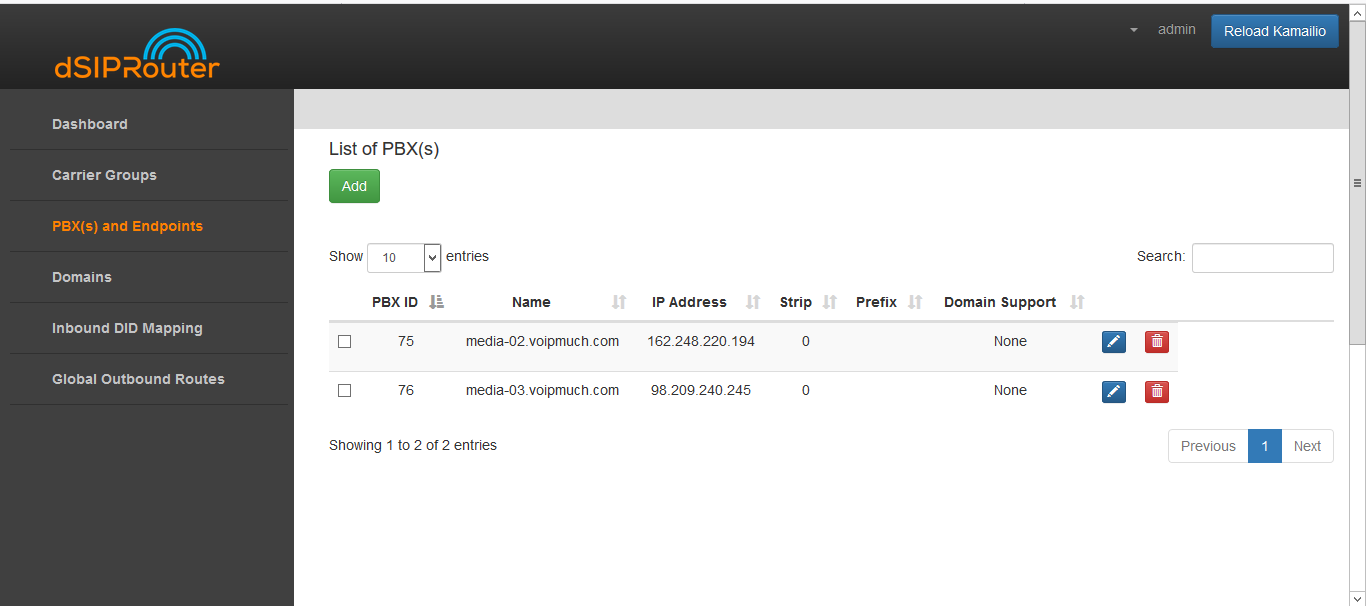 dSIPRouter
admin
Reload Kamailio
Dashboard
Carrier Groups
PBX(s) and Endpoints
Domains
Inbound DID Mapping
Global Outbound Routes
List of PBX(s)
Add
Show 10 entries
Search:
PBX ID Name IP Address Strip Prefix Domain Support
75 media-02.voipmuch.com 162.248.220.194 0 None
76 media-03.voipmuch.com 98.209.240.245 0 None
Showing 1 to 2 of 2 entries
Previous 1 Next